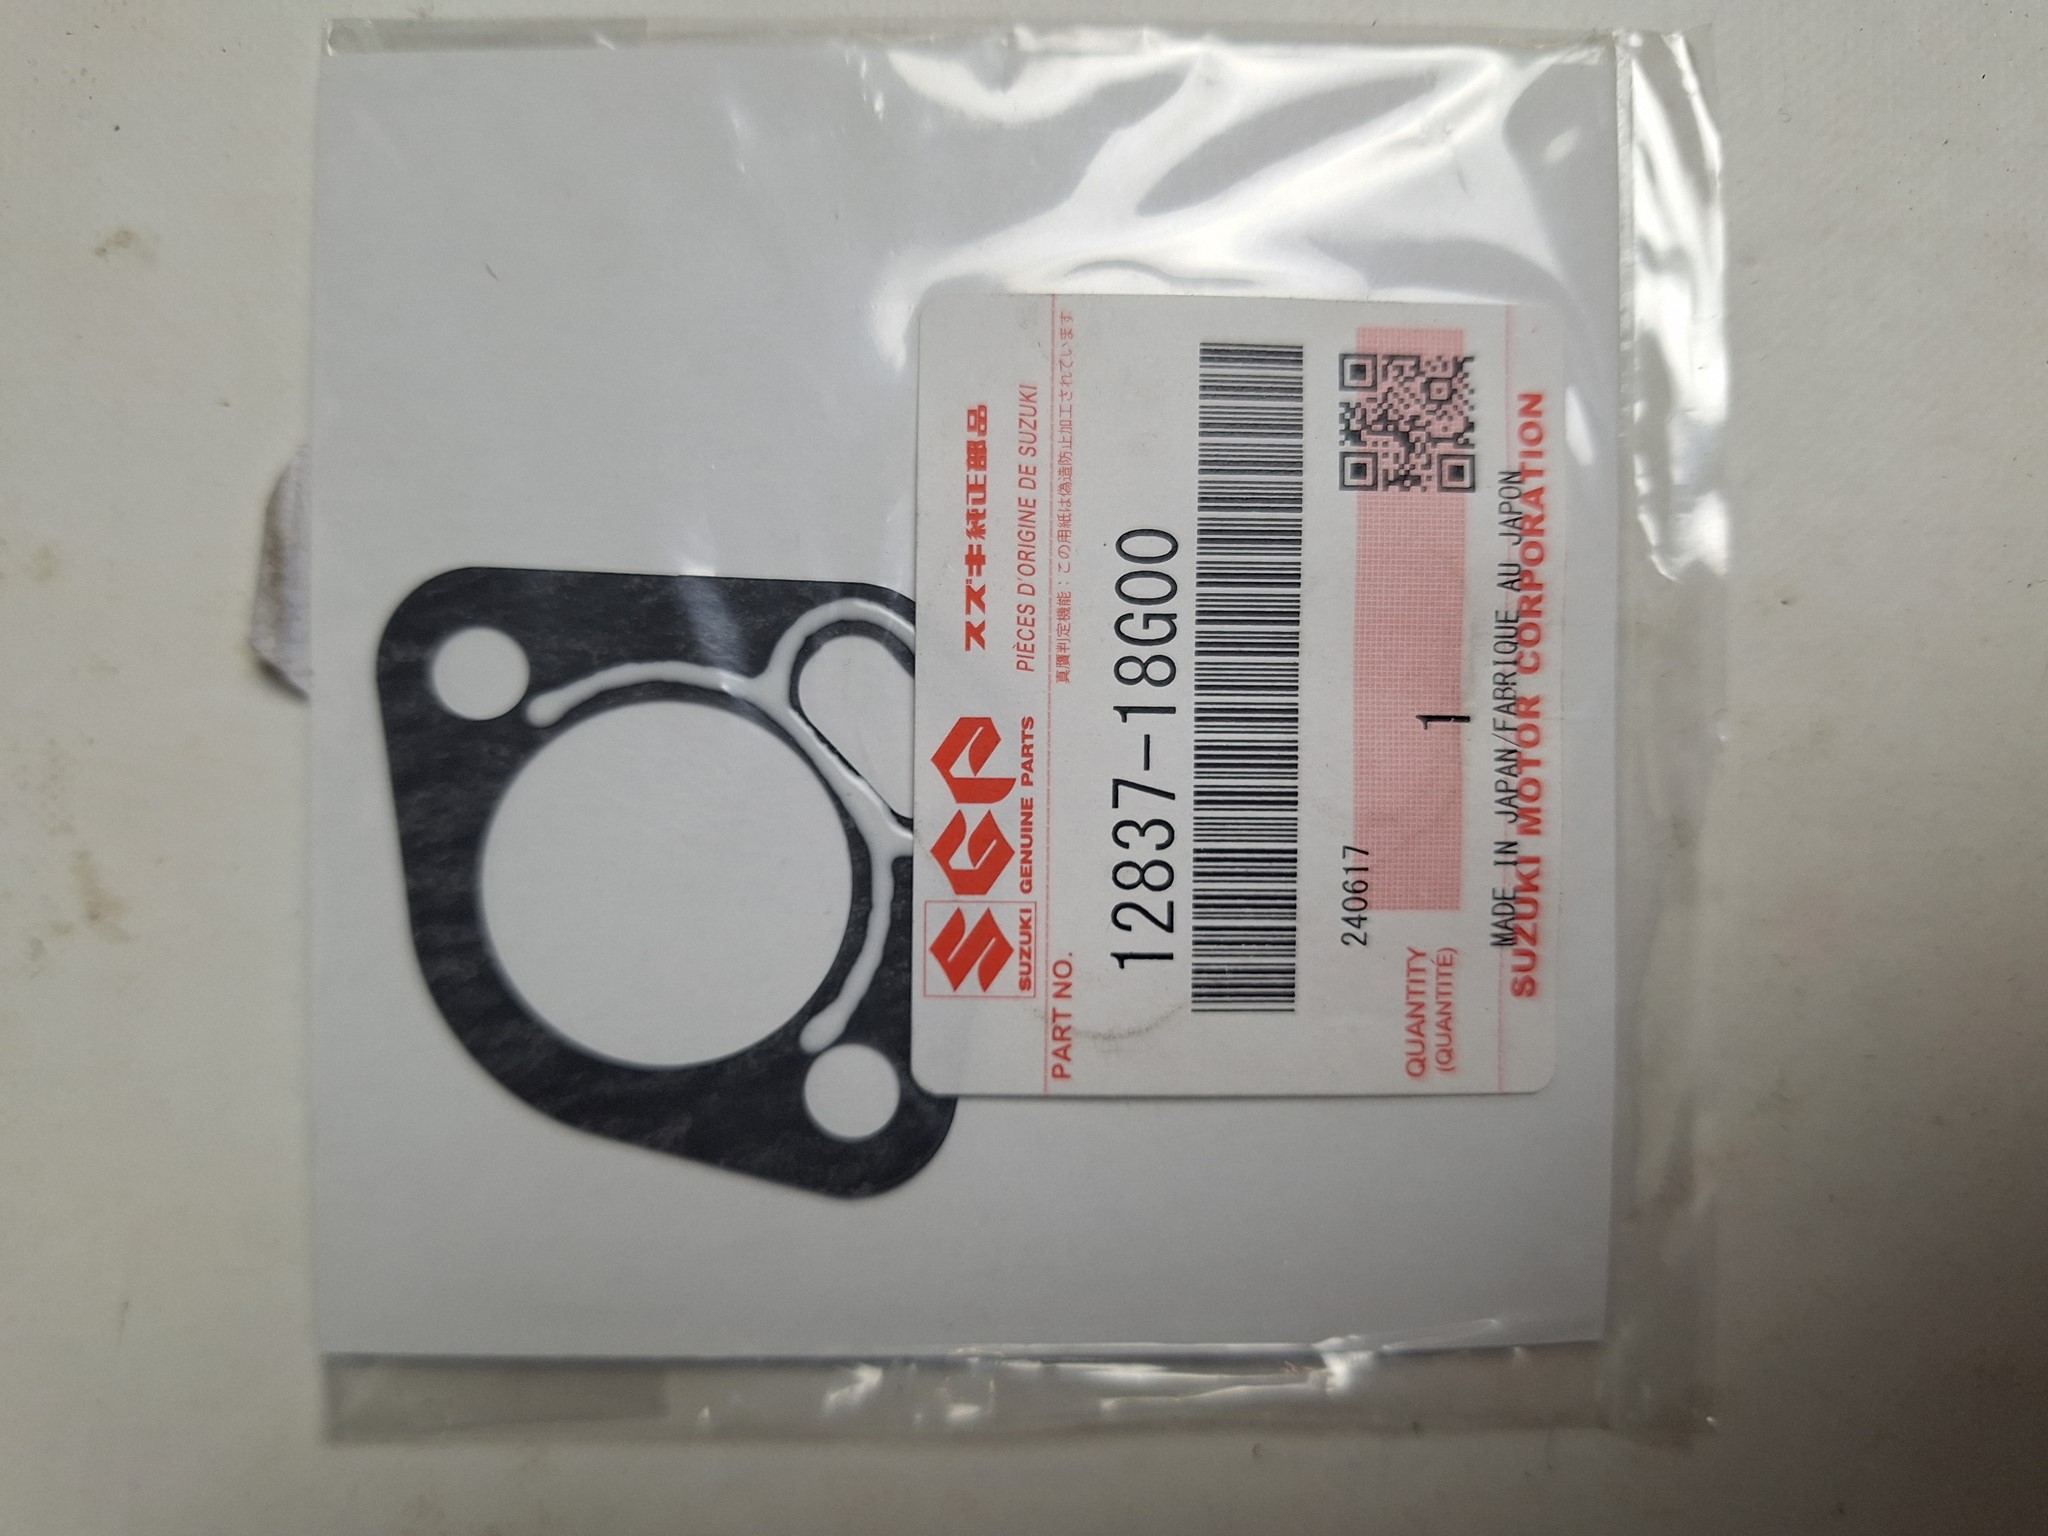 SGP スズキ純正部品
SUZUKI GENUINE PARTS PIÈCES D'ORIGINE DE SUZUKI
PART NO. 真贋判定機能:この用紙は偽造防止加工されています
12837-18G00
240617
QUANTITY 1
(QUANTITÉ)
MADE IN JAPAN/FABRIQUE AU JAPON
SUZUKI MOTOR CORPORATION